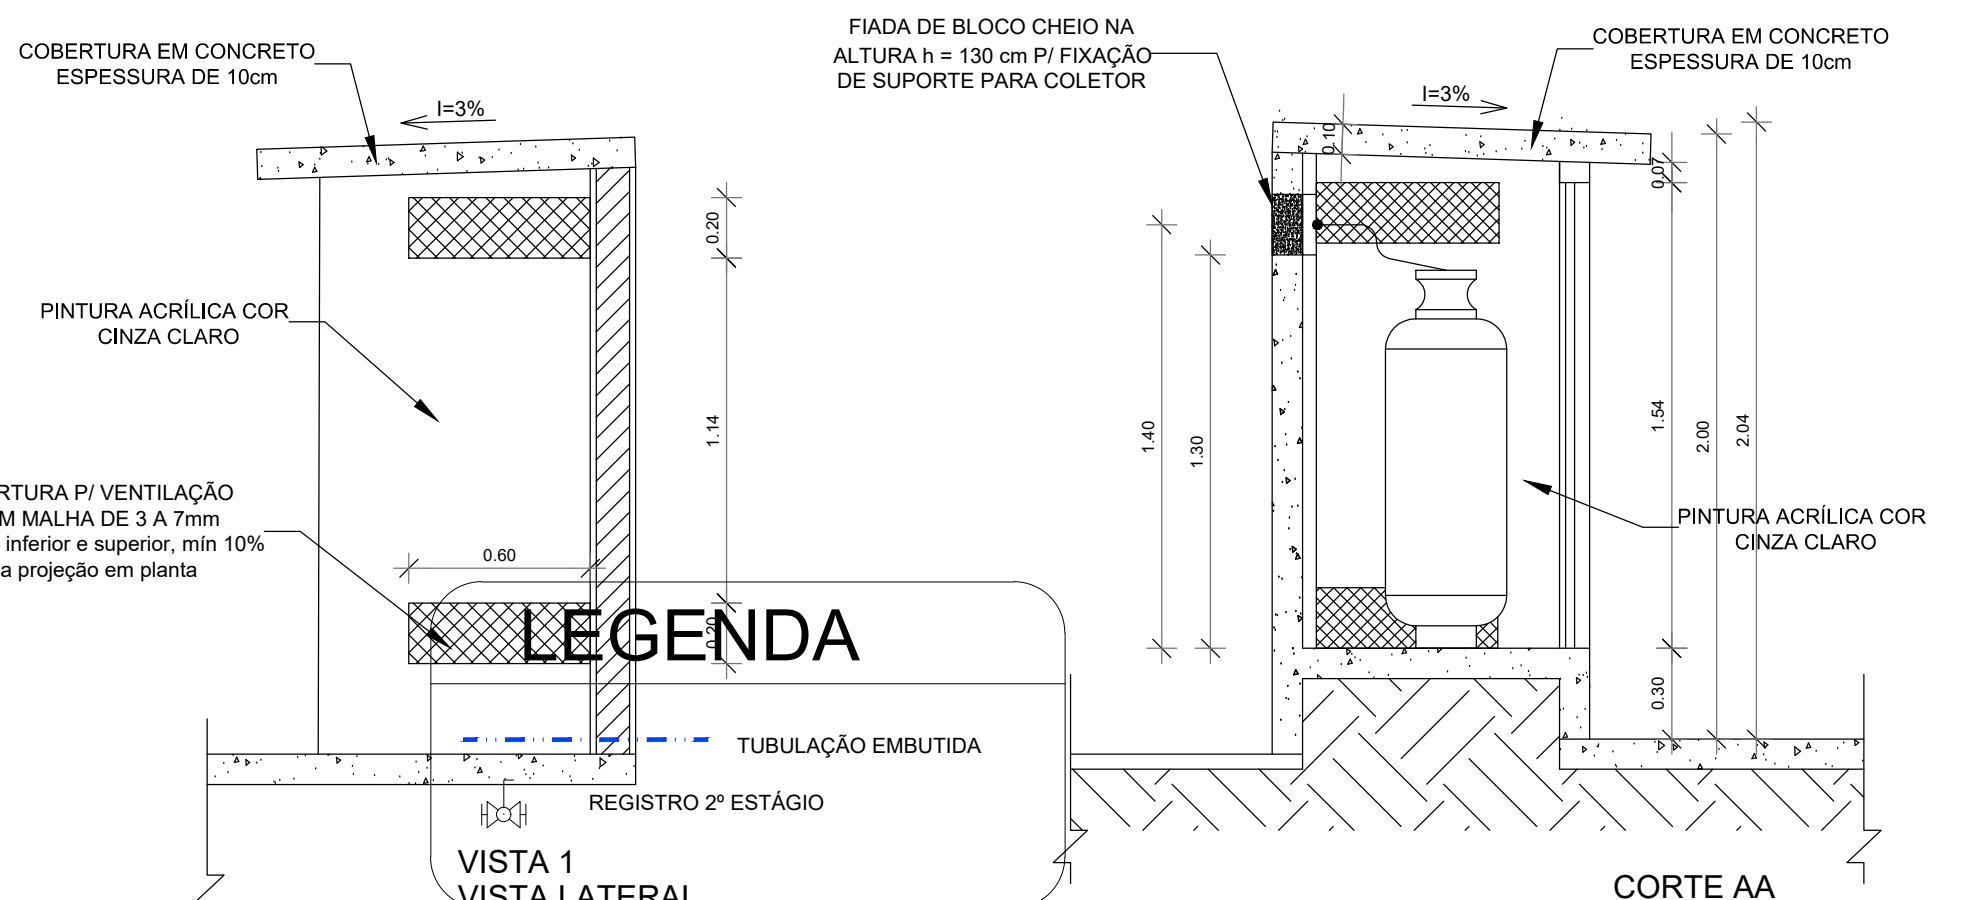 COBERTURA EM CONCRETO
ESPESSURA DE 10cm
I=3%
FIADA DE BLOCO CHEIO NA
ALTURA h = 130 cm P/ FIXAÇÃO
DE SUPORTE PARA COLETOR
COBERTURA EM CONCRETO
ESPESSURA DE 10cm
I=3%
0.10
0.07
0.20
PINTURA ACRÍLICA COR
CINZA CLARO
1.14
1.40
1.30
1.54
2.00
2.04
RTURA P/ VENTILAÇÃO
M MALHA DE 3 A 7mm
inferior e superior, mín 10%
a projeção em planta
0.60
PINTURA ACRÍLICA COR
CINZA CLARO
0.20
LEGENDA
0.30
TUBULAÇÃO EMBUTIDA
REGISTRO 2º ESTÁGIO
VISTA 1
VISTA LATERAL
CORTE AA